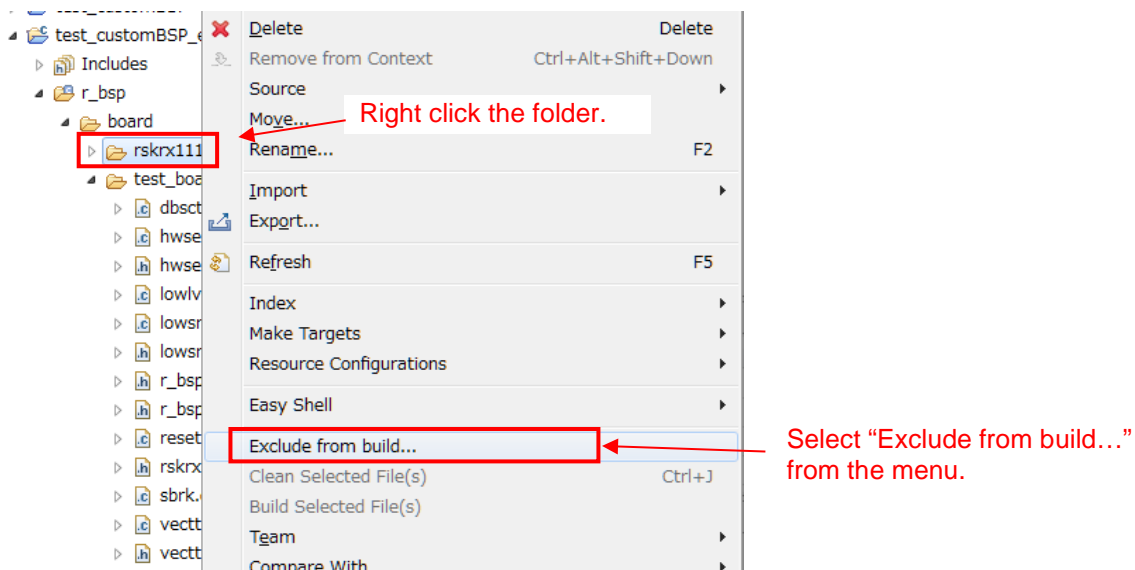 test_customBSP_e
Includes
r_bsp
board
rskrx111
test_boa
dbsct
hwse
hwse
lowlv
lowsr
lowsr
r_bsp
r_bsp
reset
rskrx
sbrk.
vectt
vectt
Delete Delete
Remove from Context Ctrl+Alt+Shift+Down
Source
Move...
Rename... F2
Import
Export...
Refresh F5
Index
Make Targets
Resource Configurations
Easy Shell
Exclude from build...
Clean Selected File(s) Ctrl+J
Build Selected File(s)
Team
Compare With
Right click the folder.
Select “Exclude from build…”
from the menu.